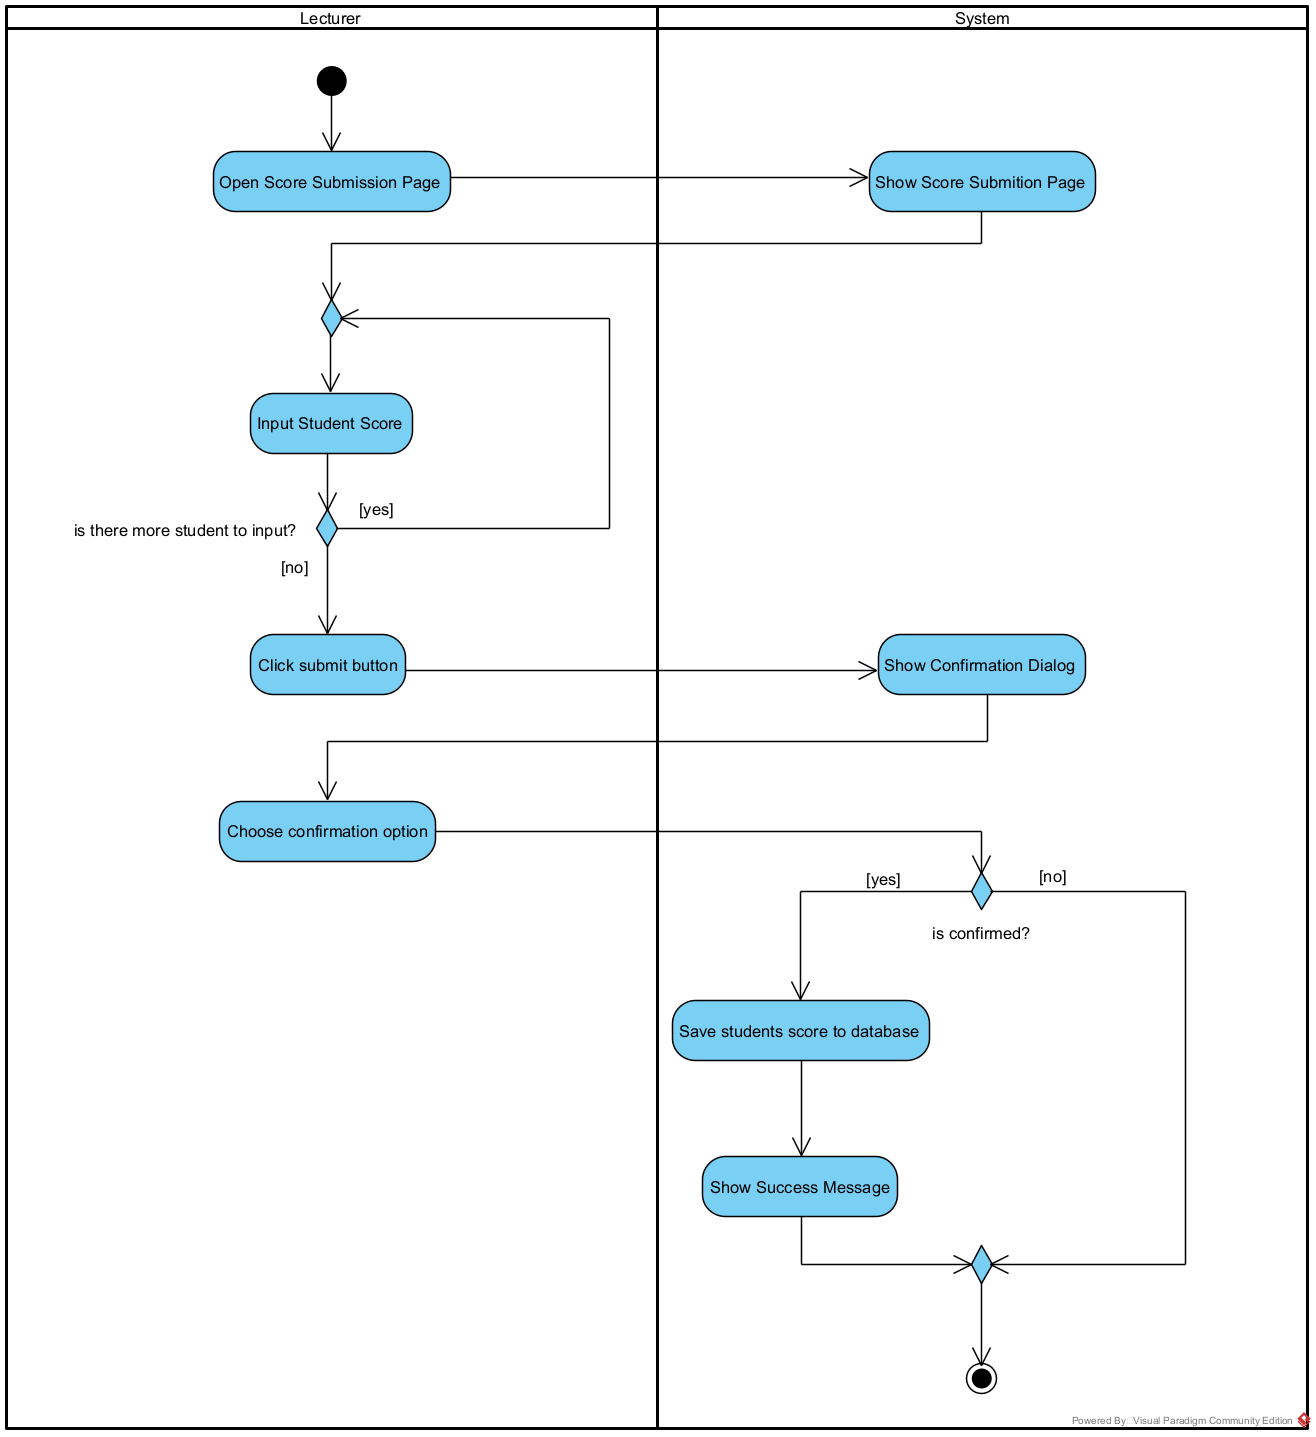 Lecturer
System
Open Score Submission Page
Show Score Submition Page
Input Student Score
[yes]
is there more student to input?
[no]
Click submit button
Show Confirmation Dialog
Choose confirmation option
[yes]
[no]
is confirmed?
Save students score to database
Show Success Message
Powered By Visual Paradigm Community Edition